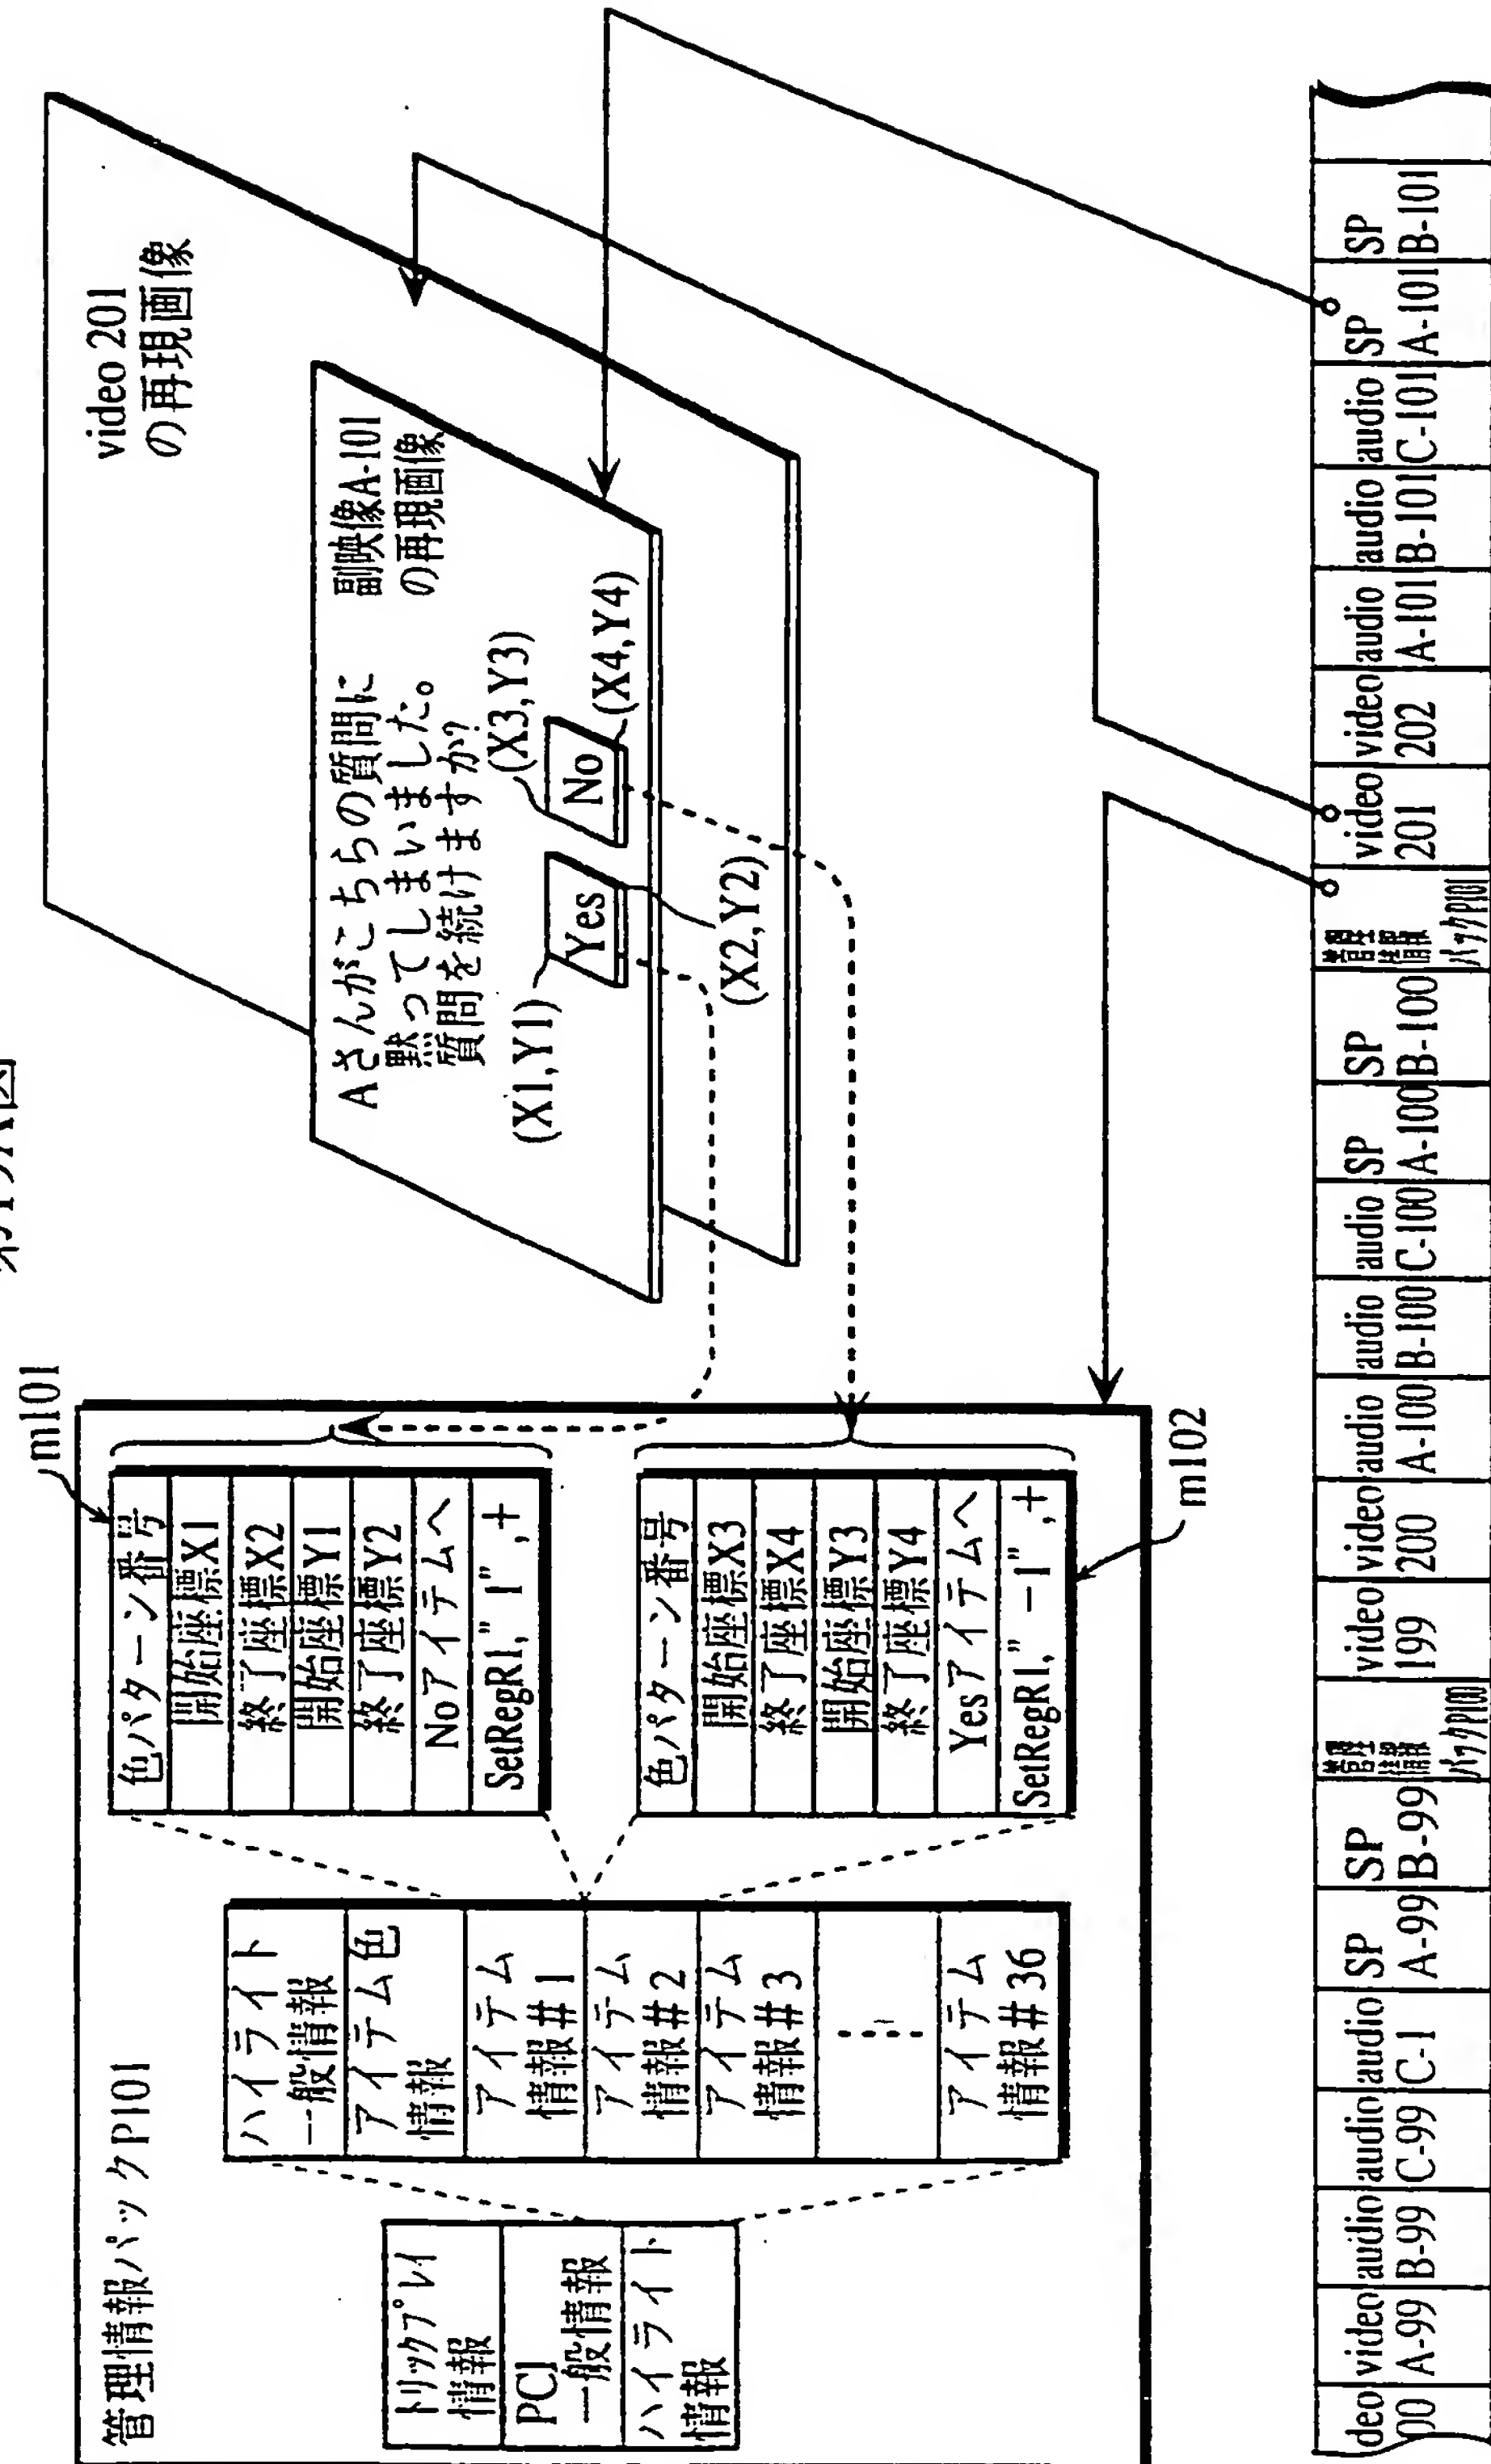 m101
管理情報パックP101
トリックプレイ
情報
PCI
一般情報
ハイライト
情報
ハイライト
一般情報
アイテム色
情報
アイテム
情報#1
アイテム
情報#2
アイテム
情報#3
アイテム
情報#36
色パターン番号
開始座標X1
終了座標X2
開始座標Y1
終了座標Y2
Noアイテムへ
SetRegR1,"1",+
色パターン番号
開始座標X3
終了座標X4
開始座標Y3
終了座標Y4
Yesアイテムへ
SetRegR1,"-1",+
m102
video 201
の再現画像
副映像A-101
の再現画像
Aさんがこちらの質問に
黙ってしまいました。
質問を続けますか?
(X1,Y1)
(X3,Y3)
Yes
No
(X2,Y2)
(X4,Y4)
deo
00
video
A-99
audio
B-99
audio
C-99
audio
C-1
SP
A-99
SP
B-99
管理
情報
パックP100
video
199
video
200
audio
A-100
audio
B-100
audio
C-100
SP
A-100
SP
B-100
管理
情報
パックP101
video
201
video
202
audio
A-101
audio
B-101
audio
C-101
SP
A-101
SP
B-101